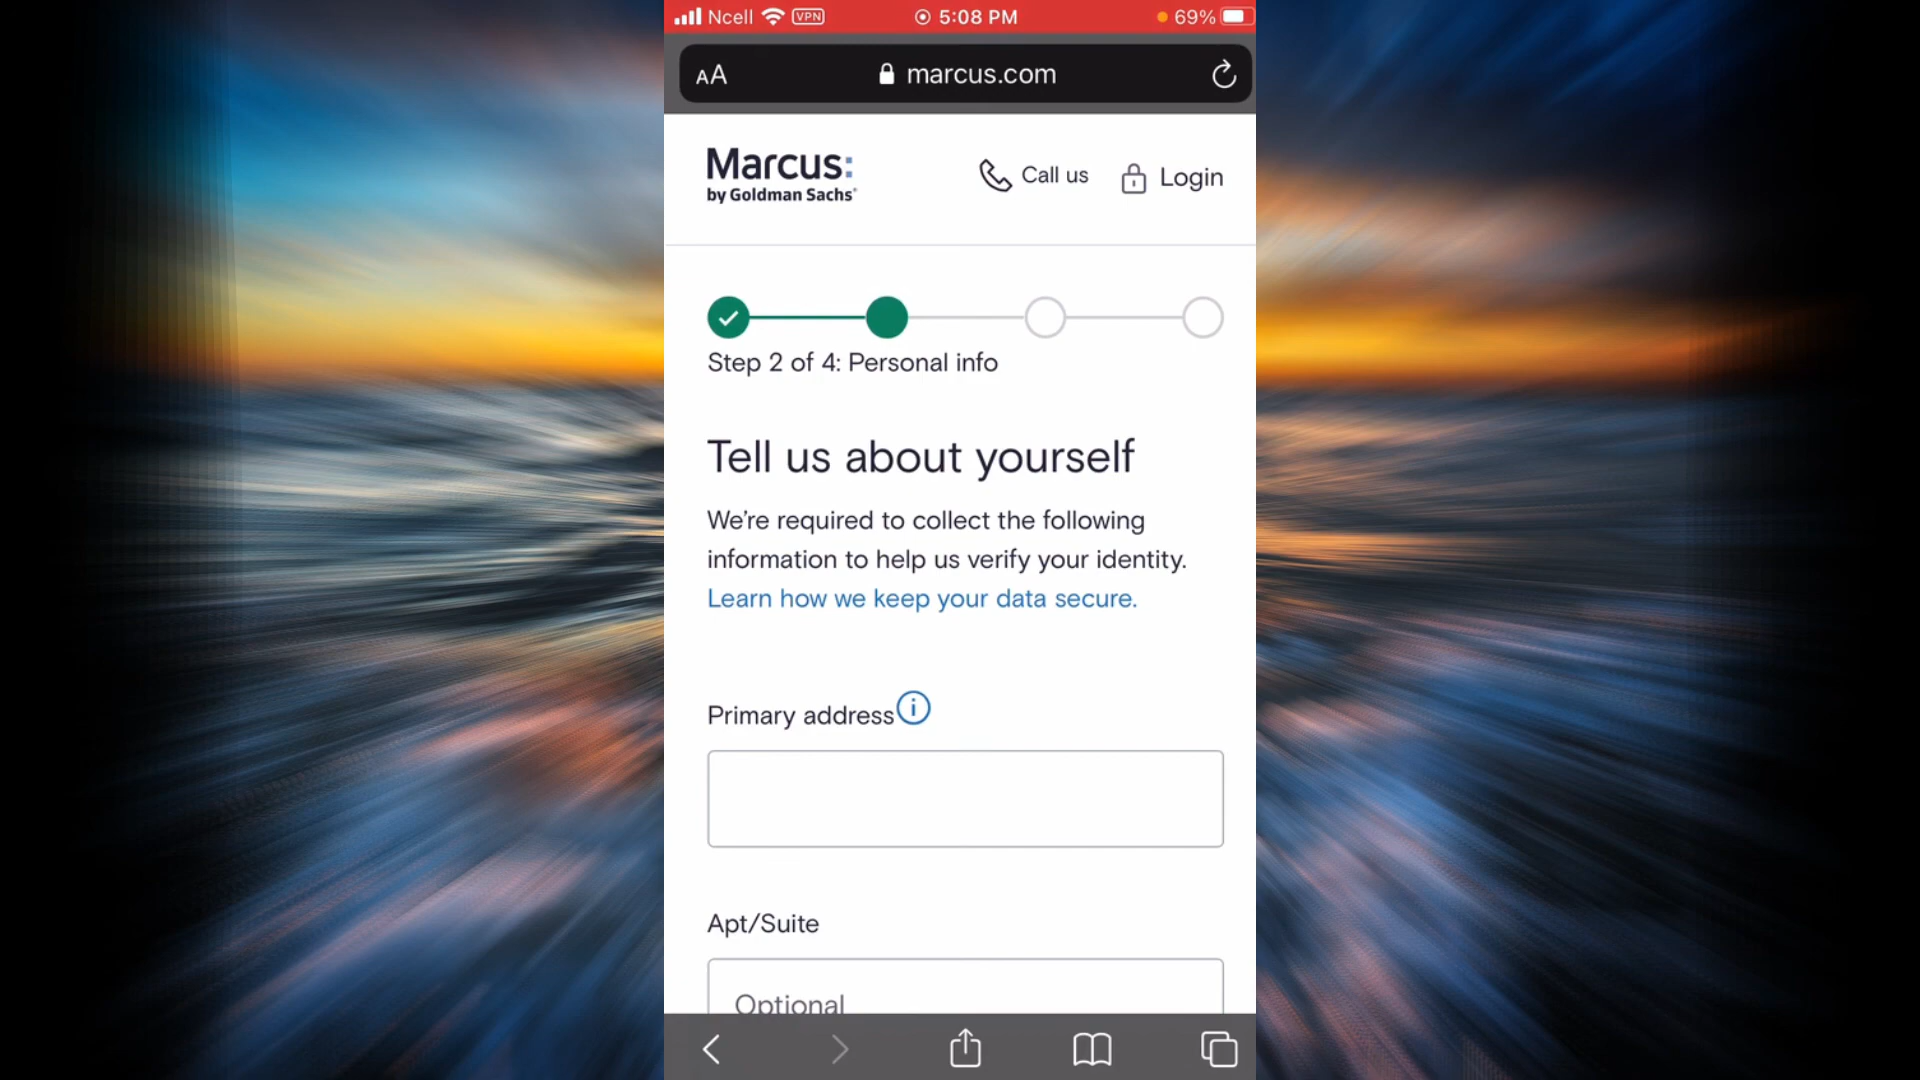 Ncell VPN 5:08 PM 69%
AA marcus.com
Marcus:
by Goldman Sachs®
Call us
Login
Step 2 of 4: Personal info
Tell us about yourself
We’re required to collect the following
information to help us verify your identity.
Learn how we keep your data secure.
Primary address
Apt/Suite
Optional